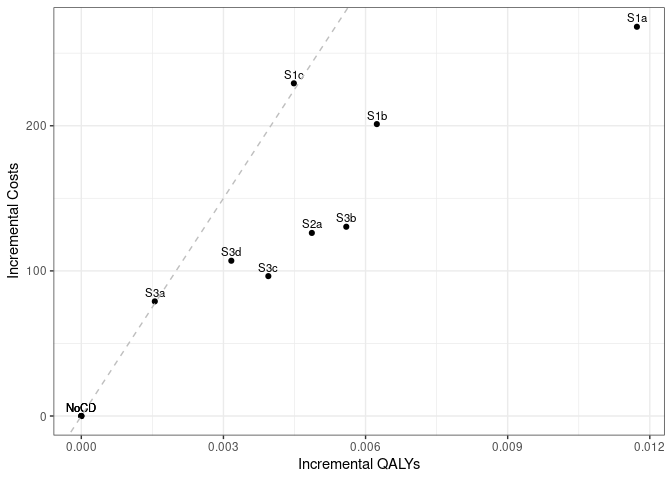 S1a
S1c
S1b
S2a
S3b
S3d
S3c
S3a
NoCD
200
100
0
Incremental Costs
0.000 0.003 0.006 0.009 0.012
Incremental QALYs